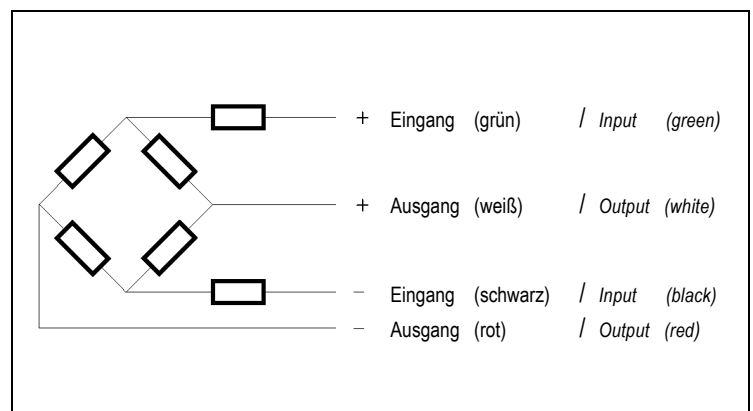 + Eingang (grün) / Input (green)
+ Ausgang (weiß) / Output (white)
– Eingang (schwarz) / Input (black)
– Ausgang (rot) / Output (red)